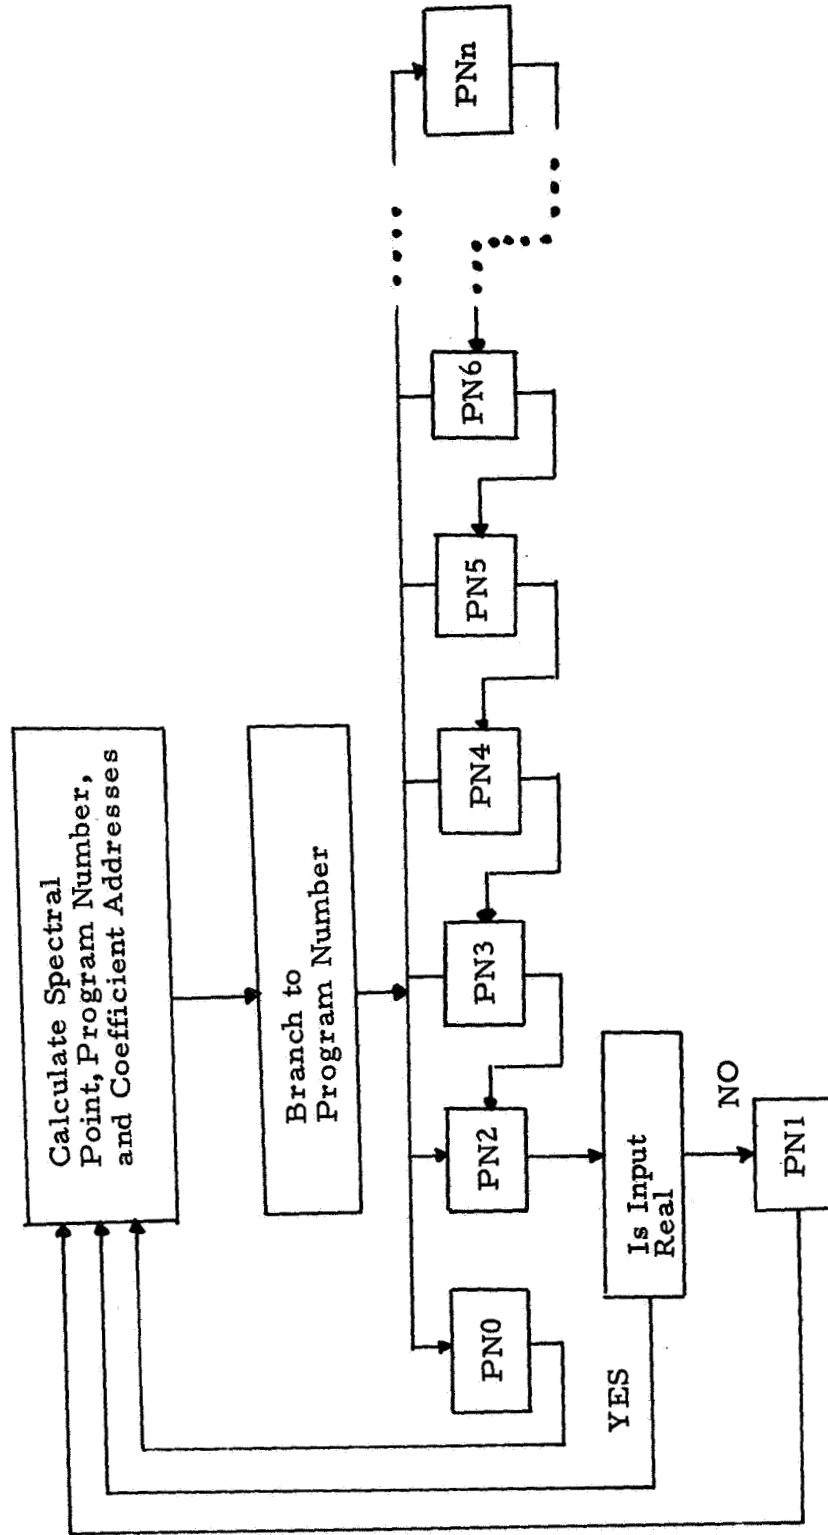 Calculate Spectral
Point, Program Number,
and Coefficient Addresses
Branch to
Program Number
PN0
PN2
PN3
PN4
PN5
PN6
PNn
Is Input
Real
YES
NO
PN1